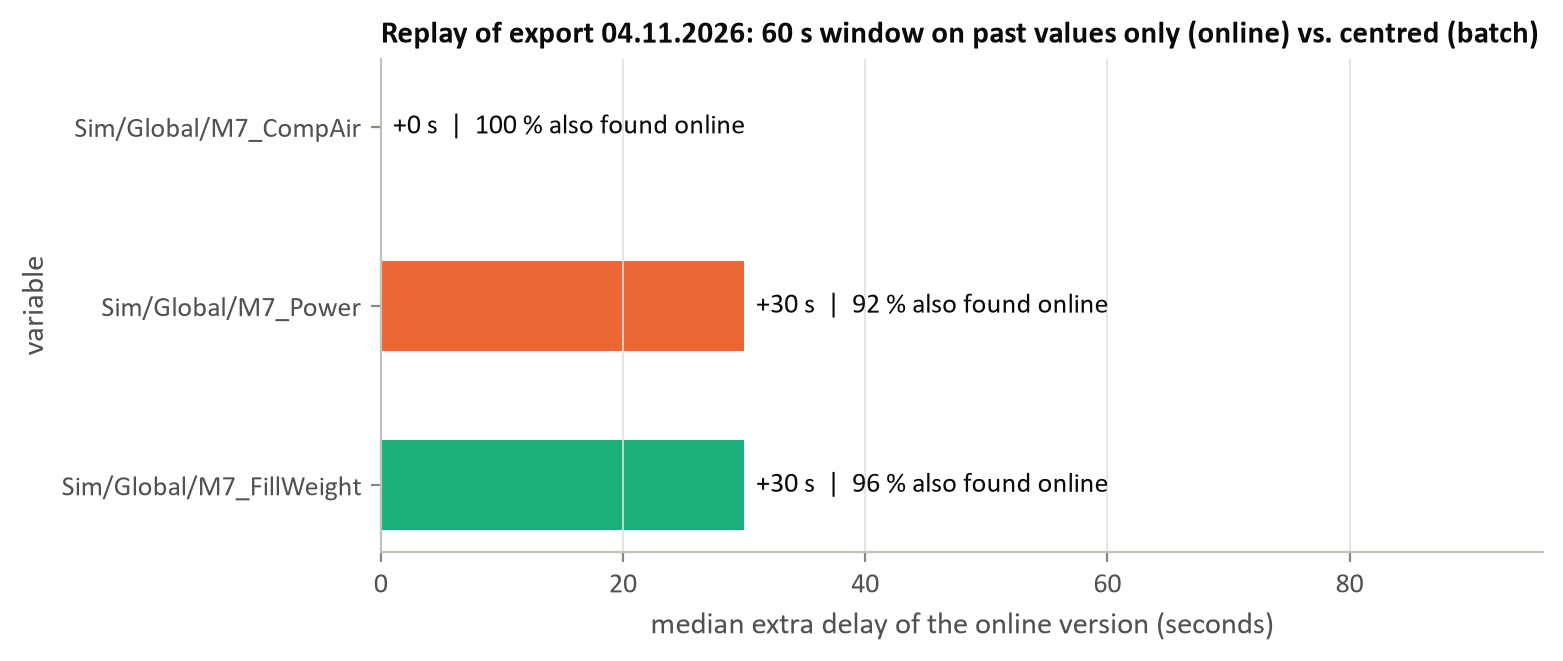 Replay of export 04.11.2026: 60 s window on past values only (online) vs. centred (batch)
Sim/Global/M7_CompAir
+0 s | 100 % also found online
variable
Sim/Global/M7_Power
+30 s | 92 % also found online
Sim/Global/M7_FillWeight
+30 s | 96 % also found online
0 20 40 60 80
median extra delay of the online version (seconds)